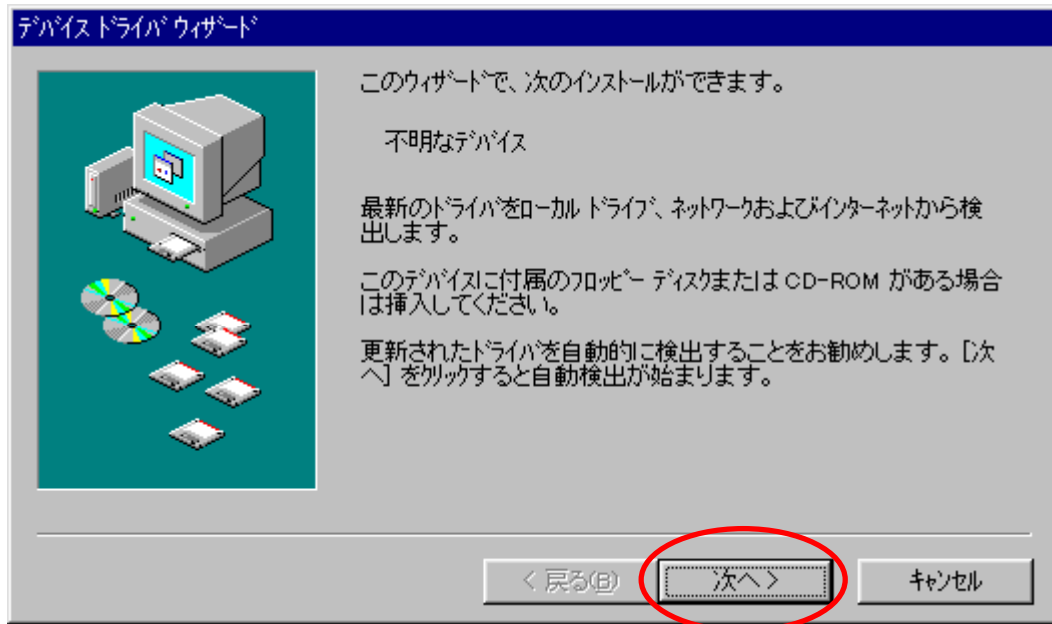 デバイス ドライバ ウィザード
このウィザードで、次のインストールができます。
不明なデバイス
最新のドライバをローカル ドライブ、ネットワークおよびインターネットから検
出します。
このデバイスに付属のフロッピー ディスクまたは CD-ROM がある場合
は挿入してください。
更新されたドライバを自動的に検出することをお勧めします。[次
へ] をクリックすると自動検出が始まります。
< 戻る(B)
次へ >
キャンセル